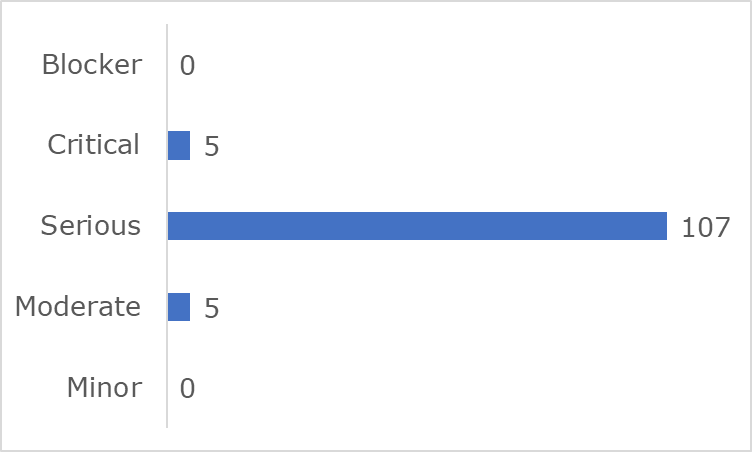 Blocker 0
Critical 5
Serious 107
Moderate 5
Minor 0